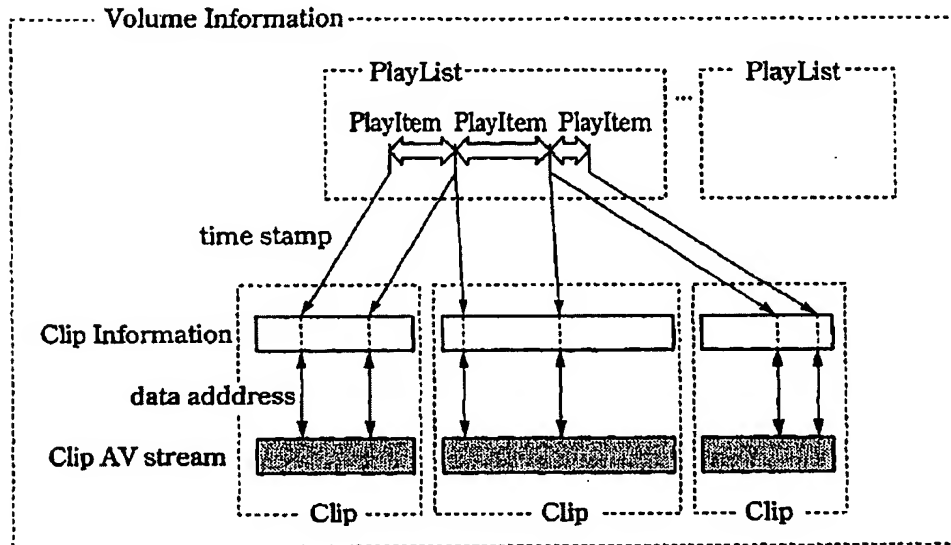 Volume Information
PlayList
PlayList
...
PlayItem PlayItem PlayItem
time stamp
Clip Information
data adddress
Clip AV stream
Clip
Clip
Clip